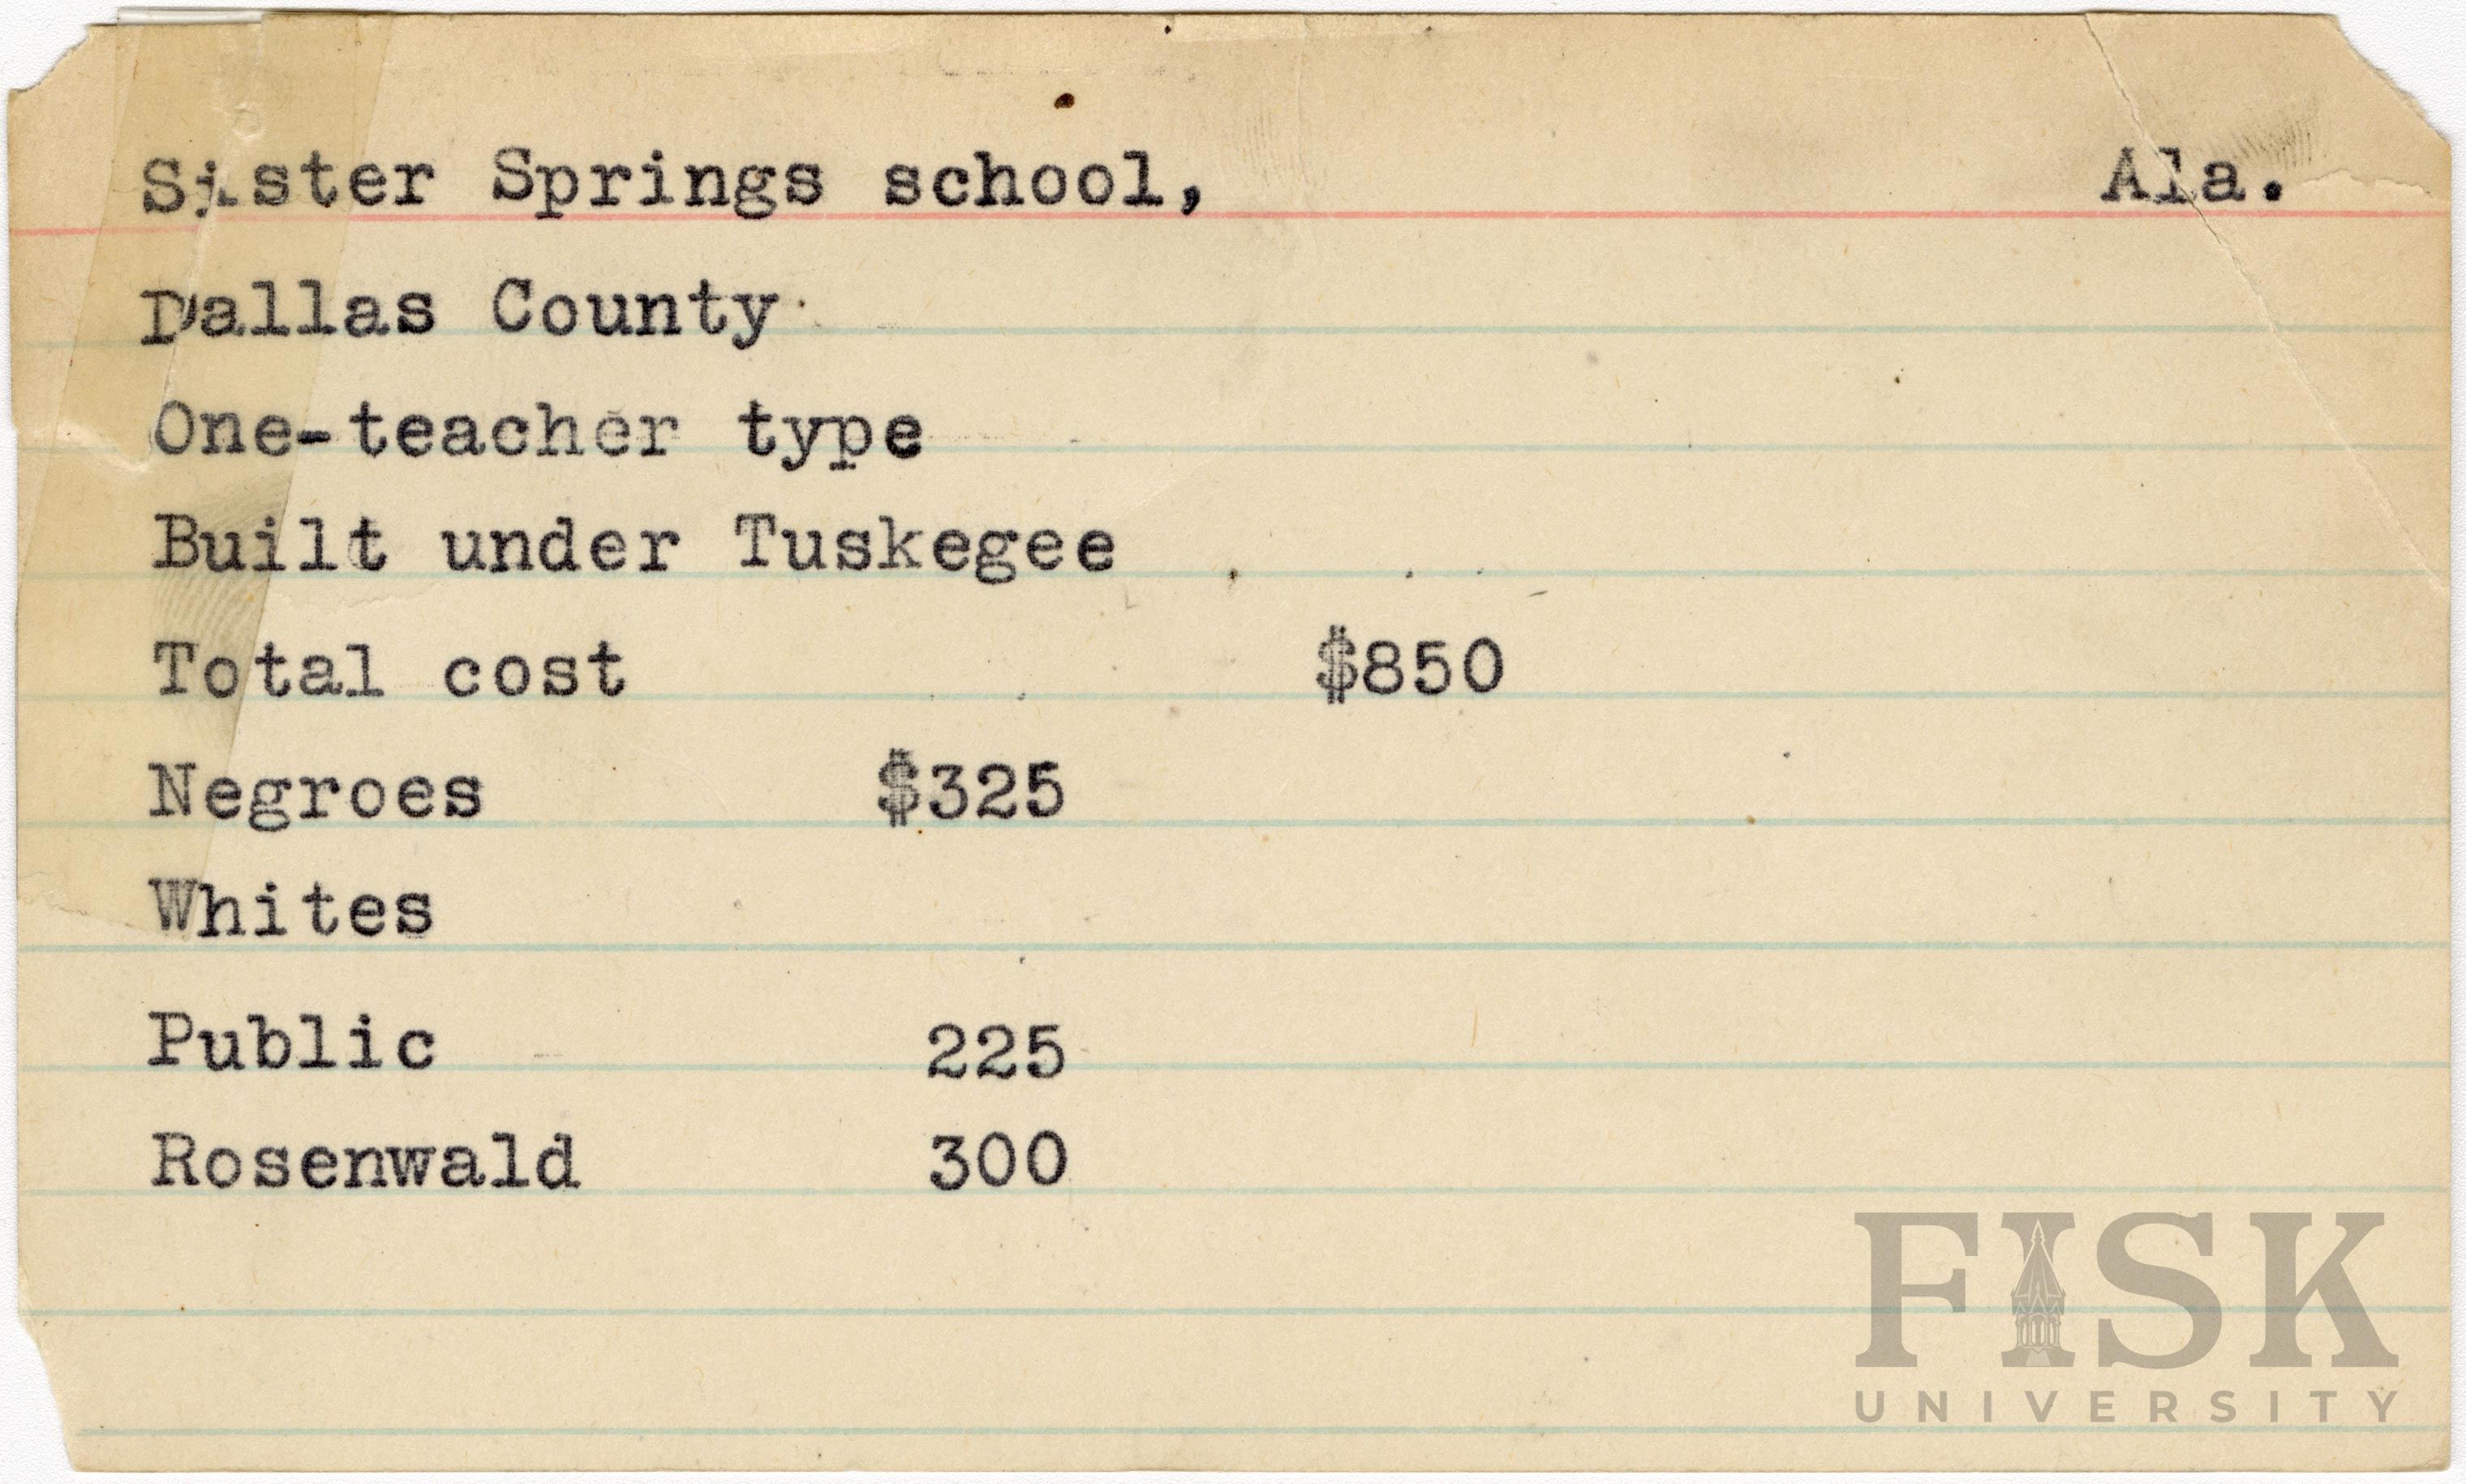 Sister Springs school, Ala.
Dallas County
One-teacher type
Built under Tuskegee
Total cost $850
Negroes $325
Whites
Public 225
Rosenwald 300
FISK
UNIVERSITY